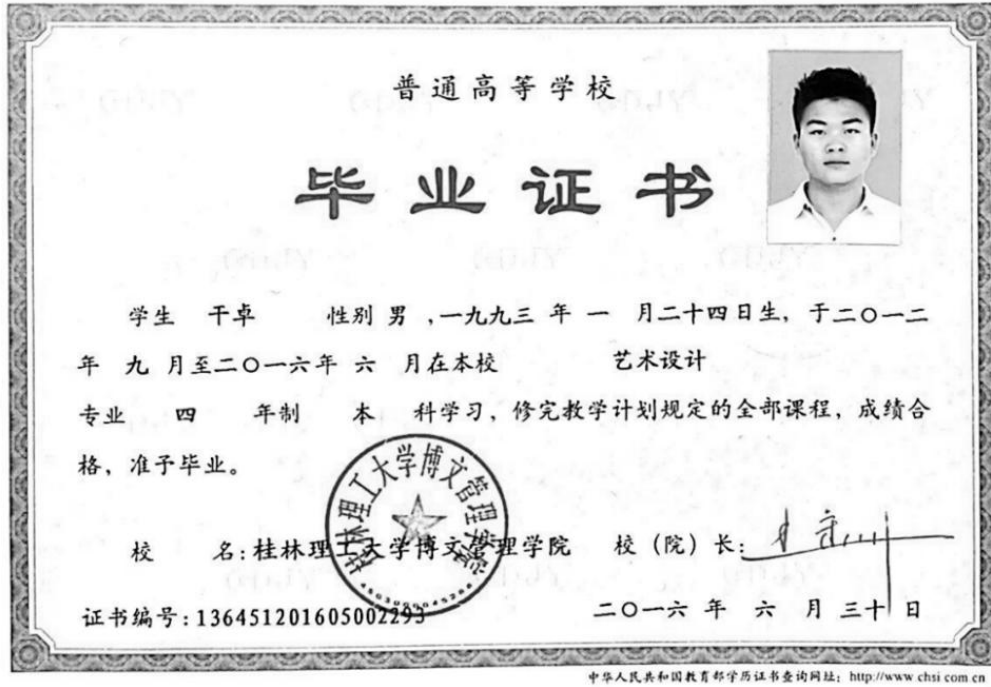 普通高等学校
毕业证书
学生 干卓 性别 男 ,一九九三 年 一 月二十四日生, 于二〇一二
年 九 月至二〇一六年 六 月在本校 艺术设计
专业 四 年制 本 科学习, 修完教学计划规定的全部课程, 成绩合
格, 准予毕业。
桂林理工大学博文管理学院
校 名:桂林理工大学博文管理学院 校(院)长:
证书编号:136451201605002293 二〇一六 年 六 月 三十 日
中华人民共和国教育部学历证书查询网址: http://www.chsi.com.cn